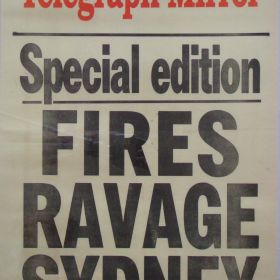 Telegraph Mirror
Special edition
FIRES
RAVAGE
SYDNEY